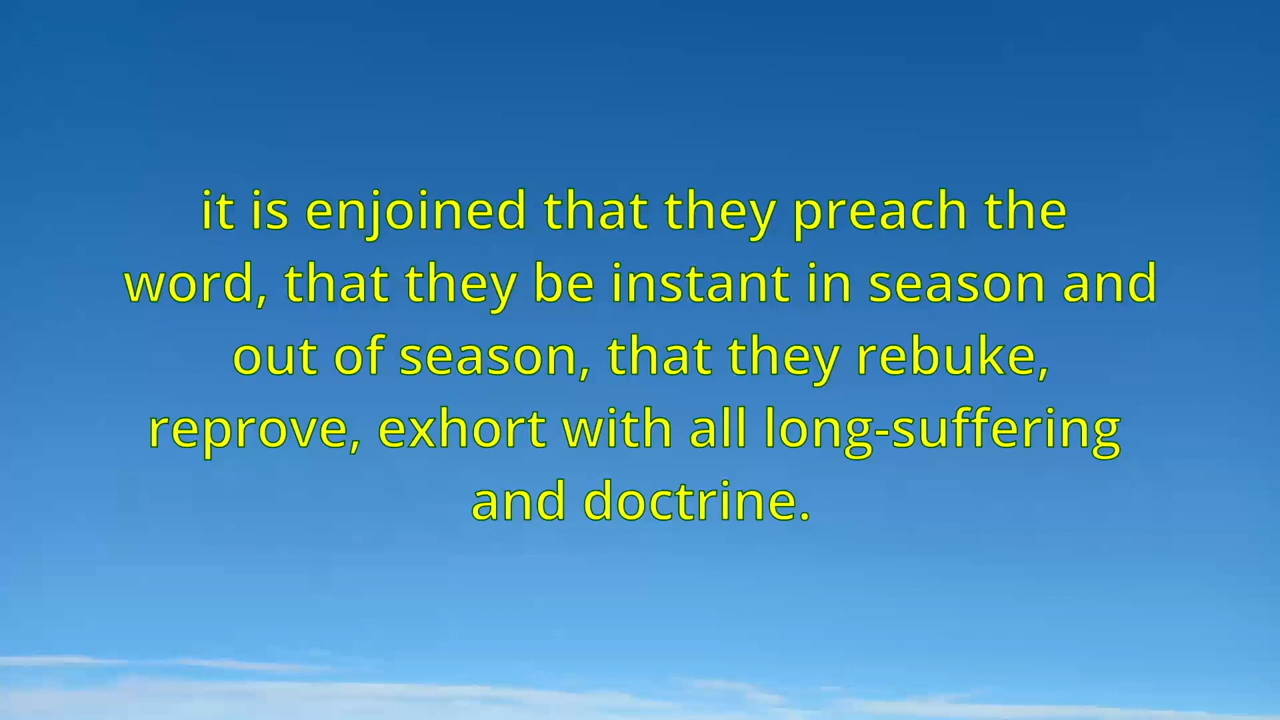 it is enjoined that they preach the
word, that they be instant in season and
out of season, that they rebuke,
reprove, exhort with all long-suffering
and doctrine.